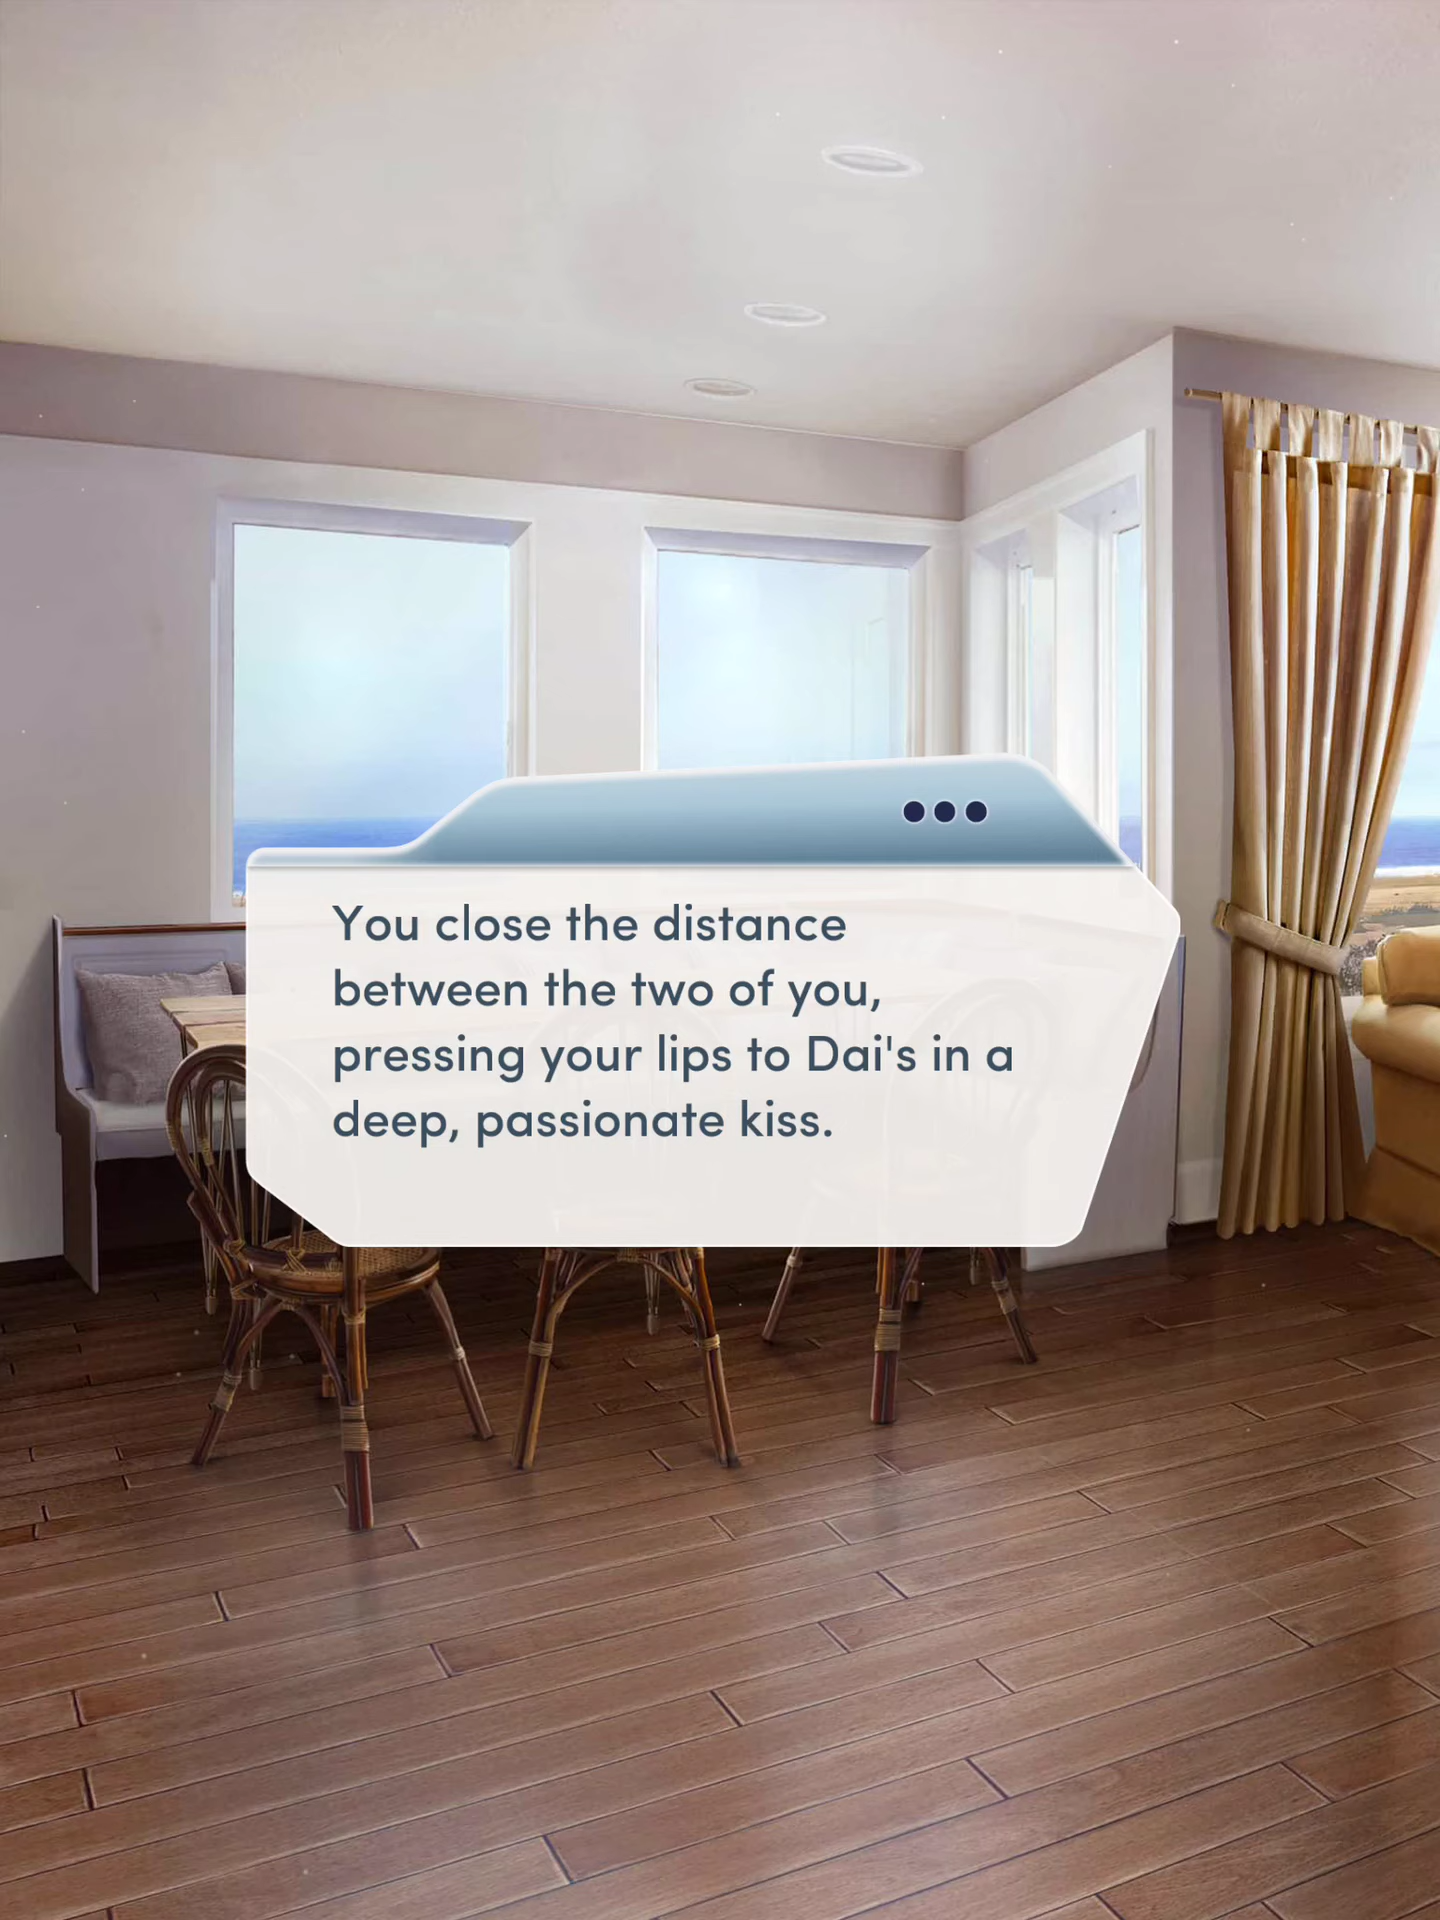 You close the distance
between the two of you,
pressing your lips to Dai's in a
deep, passionate kiss.